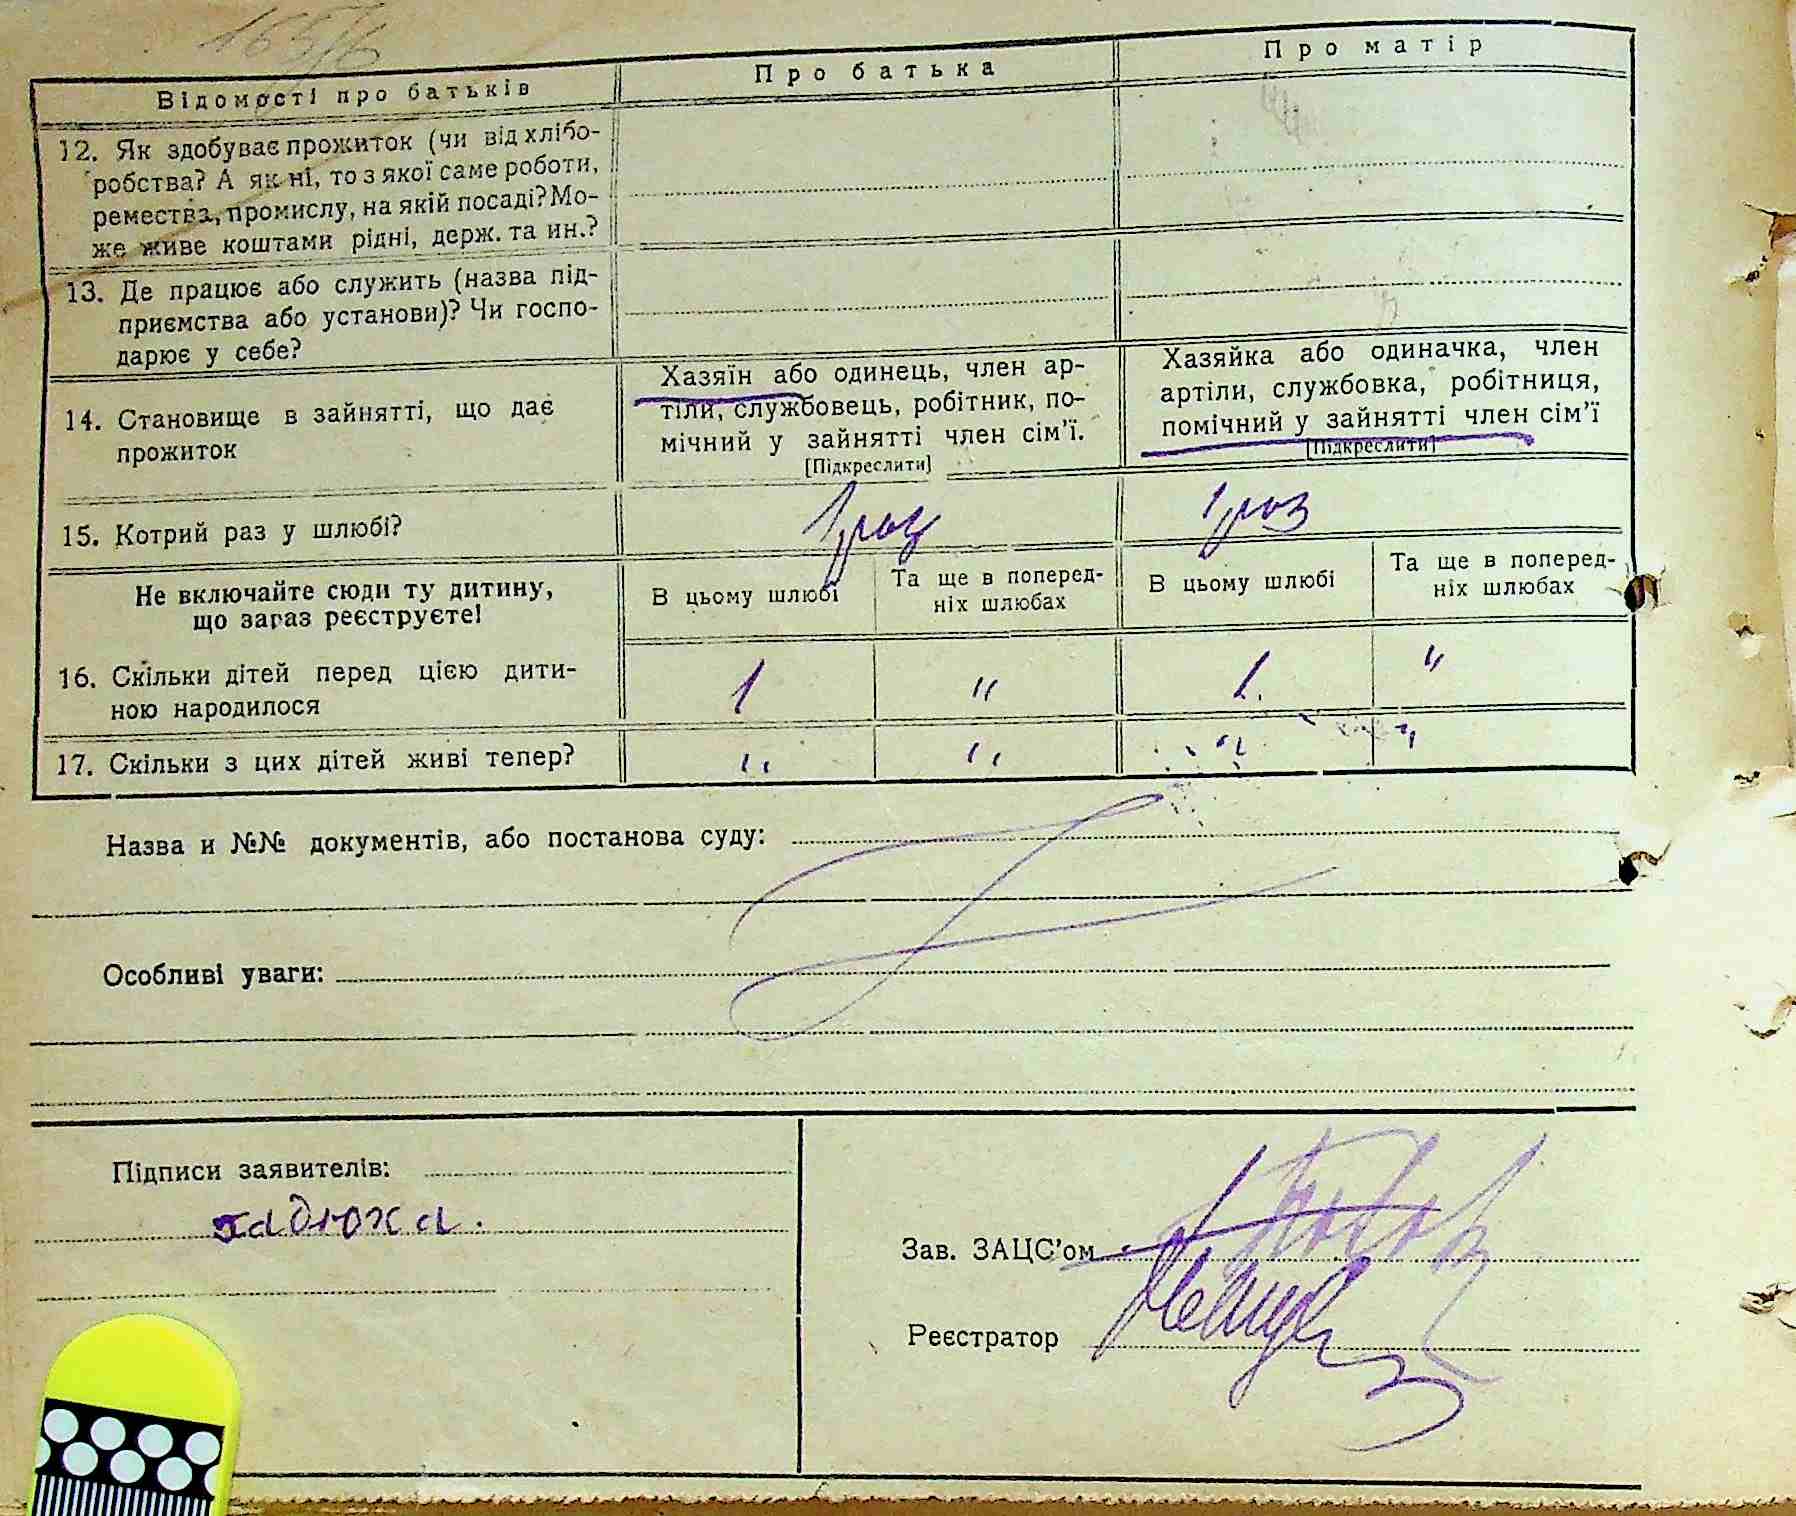 Відомості про батьків
Про батька
Про матір
12. Як здобуває прожиток (чи від хлібо-
робства? А як ні, то з якої саме роботи,
ремества, промислу, на якій посаді? Мо-
же живе коштами рідні, держ. та ин.?
13. Де працює або служить (назва під-
приємства або установи)? Чи госпо-
дарює у себе?
14. Становище в зайнятті, що дає
прожиток
Хазяїн або одинець, член ар-
тіли, службовець, робітник, по-
мічний у зайнятті член сім'ї.
[Підкреслити]
Хазяйка або одиначка, член
артіли, службовка, робітниця,
помічний у зайнятті член сім'ї
[Підкреслити]
15. Котрий раз у шлюбі?
1 раз
1 раз
Не включайте сюди ту дитину,
що зараз реєструєте!
В цьому шлюбі
Та ще в поперед-
ніх шлюбах
В цьому шлюбі
Та ще в поперед-
ніх шлюбах
16. Скільки дітей перед цією дити-
ною народилося
1 " 1. "
17. Скільки з цих дітей живі тепер?
" " " "
Назва и №№ документів, або постанова суду:
Особливі уваги:
Підписи заявителів:
Зав. ЗАЦС'ом
Реєстратор